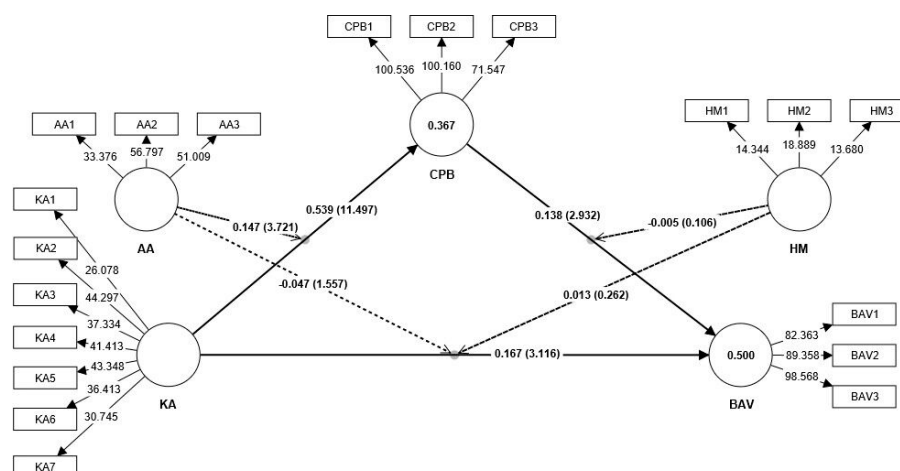 CPB1
CPB2
CPB3
100.536
100.160
71.547
AA1
AA2
AA3
33.376
56.797
51.009
0.367
CPB
HM1
HM2
HM3
14.344
18.889
13.680
KA1
KA2
KA3
KA4
KA5
KA6
KA7
26.078
44.297
37.334
41.413
43.348
36.413
30.745
AA
KA
HM
0.147 (3.721)
0.539 (11.497)
0.138 (2.932)
-0.005 (0.106)
-0.047 (1.557)
0.013 (0.262)
0.167 (3.116)
0.500
BAV
82.363
89.358
98.568
BAV1
BAV2
BAV3